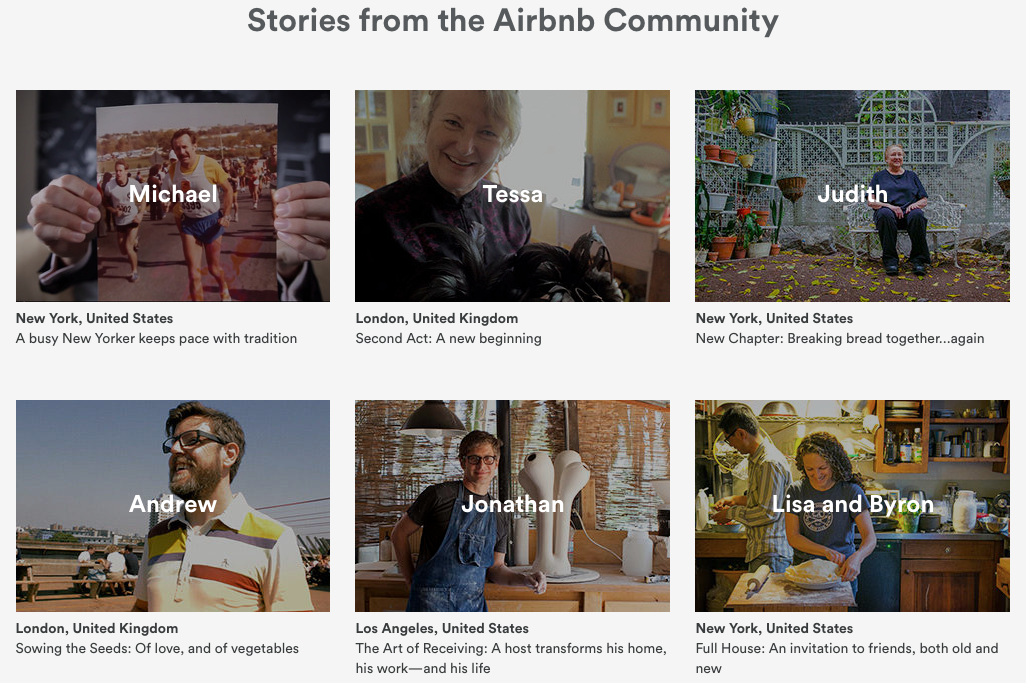 Stories from the Airbnb Community
Michael
Tessa
Judith
New York, United States
A busy New Yorker keeps pace with tradition
London, United Kingdom
Second Act: A new beginning
New York, United States
New Chapter: Breaking bread together...again
Andrew
Jonathan
Lisa and Byron
London, United Kingdom
Sowing the Seeds: Of love, and of vegetables
Los Angeles, United States
The Art of Receiving: A host transforms his home,
his work—and his life
New York, United States
Full House: An invitation to friends, both old and
new